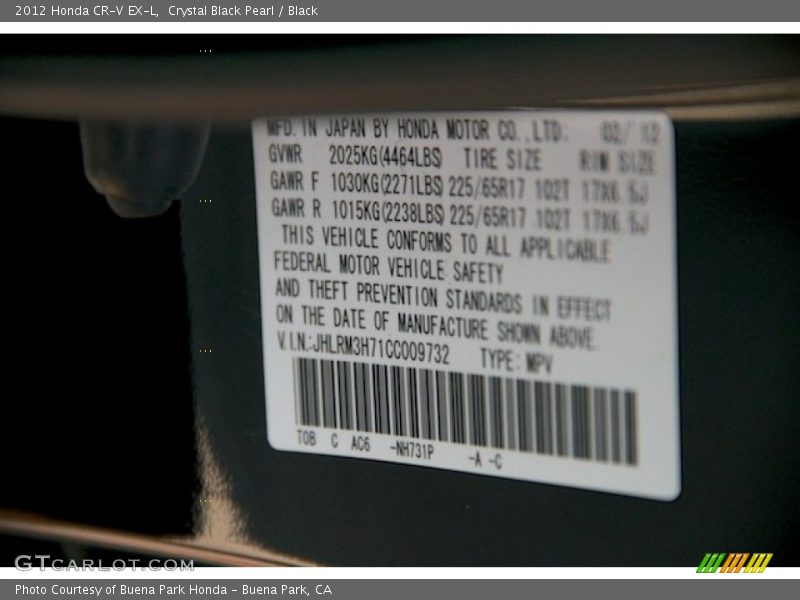 2012 Honda CR-V EX-L, Crystal Black Pearl / Black
MFD. IN JAPAN BY HONDA MOTOR CO., LTD: 02/ 12
GVWR 2025KG(4464LBS) TIRE SIZE RIM SIZE
GAWR F 1030KG(2271LBS) 225/65R17 102T 17X6.5J
GAWR R 1015KG(2238LBS) 225/65R17 102T 17X6.5J
THIS VEHICLE CONFORMS TO ALL APPLICABLE
FEDERAL MOTOR VEHICLE SAFETY
AND THEFT PREVENTION STANDARDS IN EFFECT
ON THE DATE OF MANUFACTURE SHOWN ABOVE.
V.I.N.:JHLRM3H71CC009732 TYPE: MPV
TOB C AC6 -NH731P -A -C
GTCARLOT.COM
Photo Courtesy of Buena Park Honda - Buena Park, CA